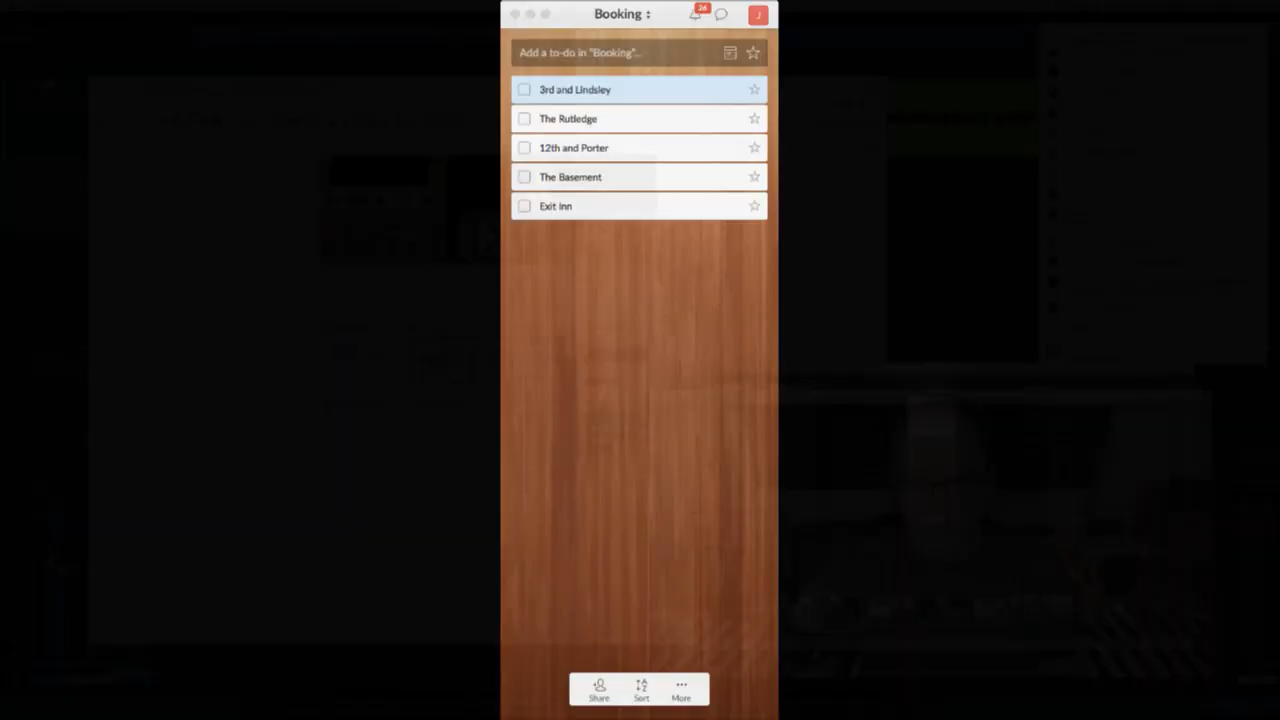 Booking
26
J
Add a to-do in "Booking"...
3rd and Lindsley
The Rutledge
12th and Porter
The Basement
Exit Inn
Share
Sort
More